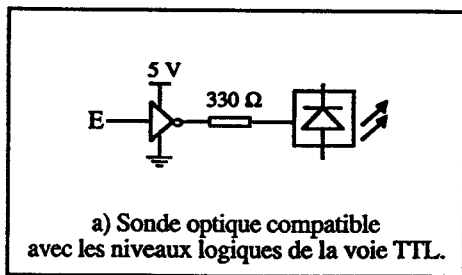 5 V
330 Ω
E
a) Sonde optique compatible
avec les niveaux logiques de la voie TTL.